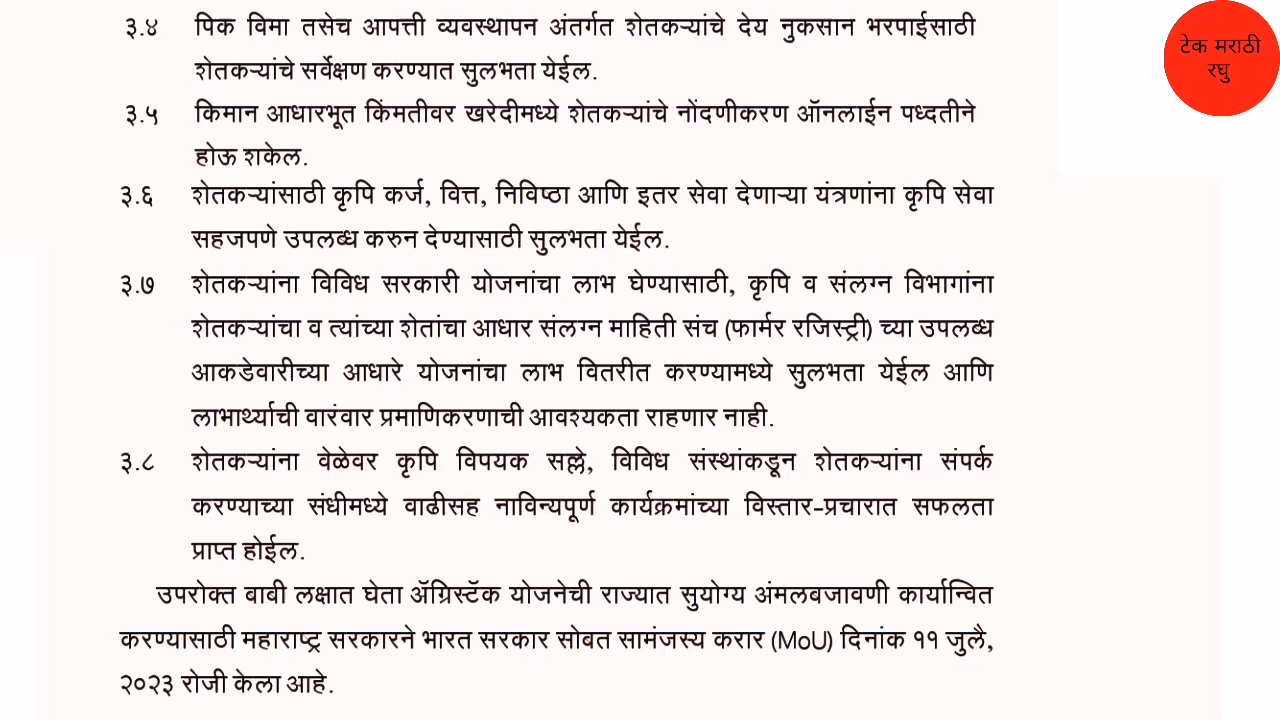 ३.४ पिक विमा तसेच आपत्ती व्यवस्थापन अंतर्गत शेतकऱ्यांचे देय नुकसान भरपाईसाठी
शेतकऱ्यांचे सर्वेक्षण करण्यात सुलभता येईल.
३.५ किमान आधारभूत किंमतीवर खरेदीमध्ये शेतकऱ्यांचे नोंदणीकरण ऑनलाईन पध्दतीने
होऊ शकेल.
३.६ शेतकऱ्यांसाठी कृषि कर्ज, वित्त, निविष्ठा आणि इतर सेवा देणाऱ्या यंत्रणांना कृषि सेवा
सहजपणे उपलब्ध करुन देण्यासाठी सुलभता येईल.
३.७ शेतकऱ्यांना विविध सरकारी योजनांचा लाभ घेण्यासाठी, कृषि व संलग्न विभागांना
शेतकऱ्यांचा व त्यांच्या शेतांचा आधार संलग्न माहिती संच (फार्मर रजिस्ट्री) च्या उपलब्ध
आकडेवारीच्या आधारे योजनांचा लाभ वितरीत करण्यामध्ये सुलभता येईल आणि
लाभार्थ्याची वारंवार प्रमाणिकरणाची आवश्यकता राहणार नाही.
३.८ शेतकऱ्यांना वेळेवर कृषि विषयक सल्ले, विविध संस्थांकडून शेतकऱ्यांना संपर्क
करण्याच्या संधीमध्ये वाढीसह नाविन्यपूर्ण कार्यक्रमांच्या विस्तार-प्रचारात सफलता
प्राप्त होईल.
उपरोक्त बाबी लक्षात घेता ॲग्रिस्टॅक योजनेची राज्यात सुयोग्य अंमलबजावणी कार्यान्वित
करण्यासाठी महाराष्ट्र सरकारने भारत सरकार सोबत सामंजस्य करार (MoU) दिनांक ११ जुलै,
२०२३ रोजी केला आहे.
टेक मराठी
रघु